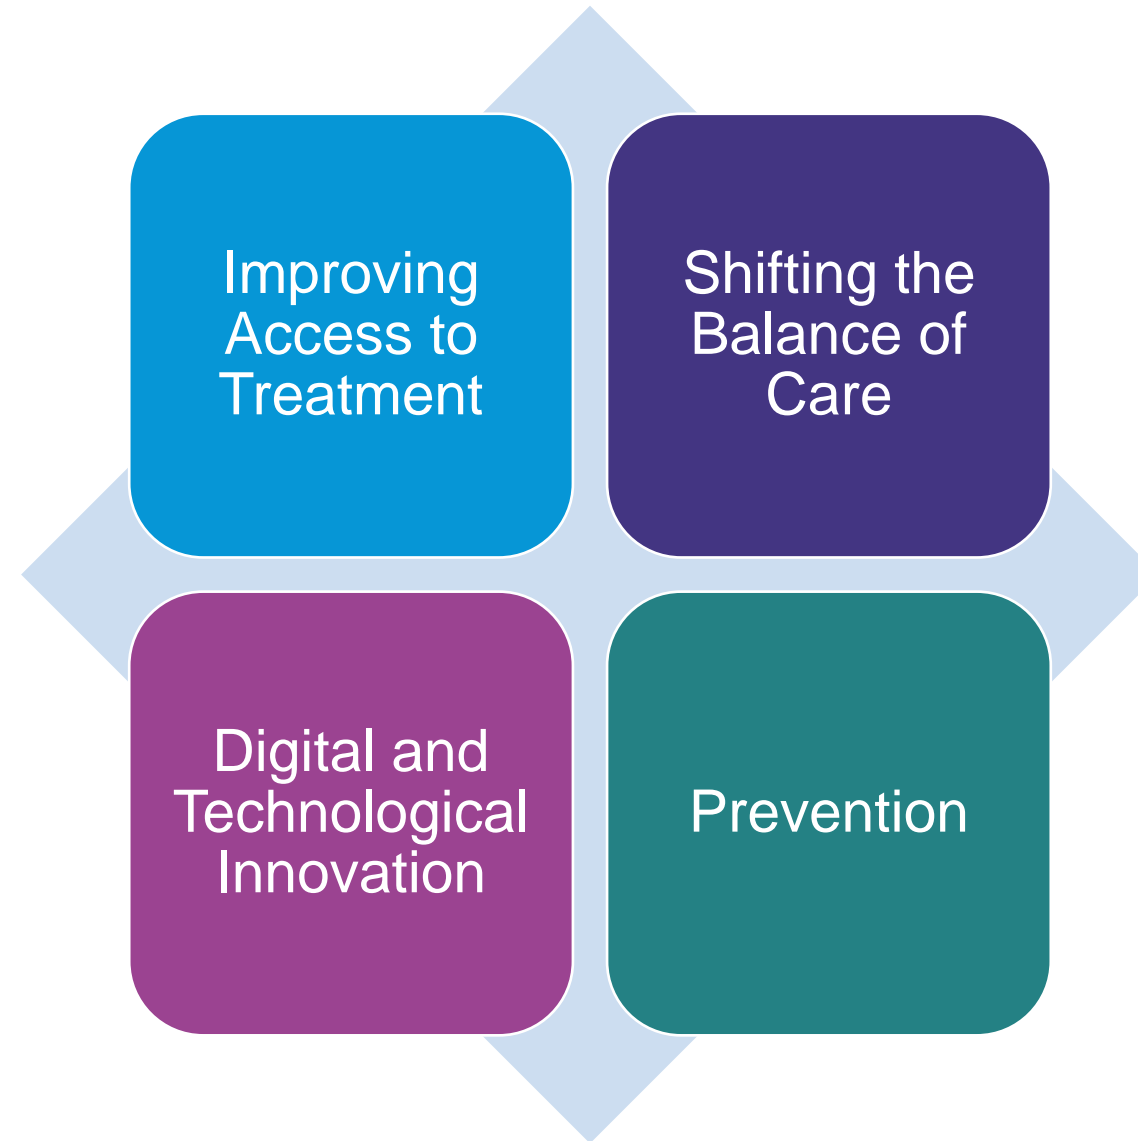 Improving
Access to
Treatment
Shifting the
Balance of
Care
Digital and
Technological
Innovation
Prevention